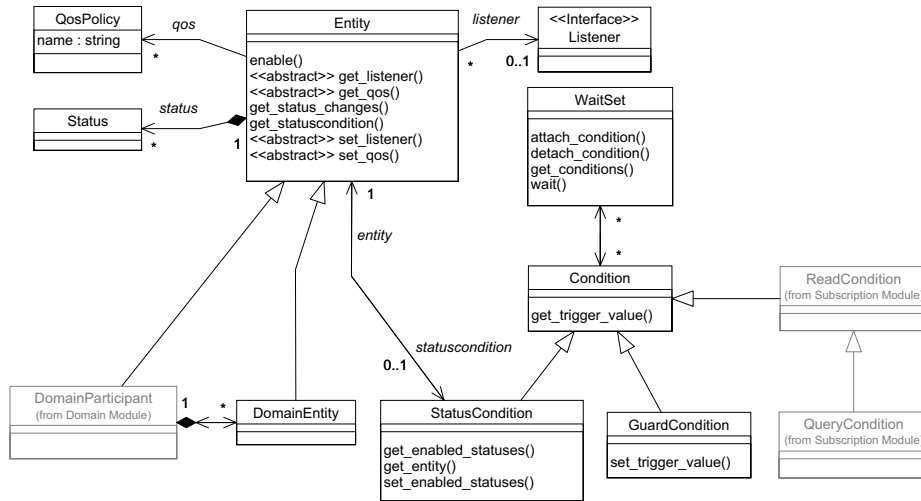 QosPolicy
name : string
qos
*
Entity
enable()
<<abstract>> get_listener()
<<abstract>> get_qos()
get_status_changes()
get_statuscondition()
<<abstract>> set_listener()
<<abstract>> set_qos()
listener
*
0..1
<<Interface>>
Listener
Status
status
*
1
WaitSet
attach_condition()
detach_condition()
get_conditions()
wait()
1
entity
*
*
Condition
get_trigger_value()
ReadCondition
(from Subscription Module)
statuscondition
0..1
DomainParticipant
(from Domain Module)
1
*
DomainEntity
StatusCondition
get_enabled_statuses()
get_entity()
set_enabled_statuses()
GuardCondition
set_trigger_value()
QueryCondition
(from Subscription Module)